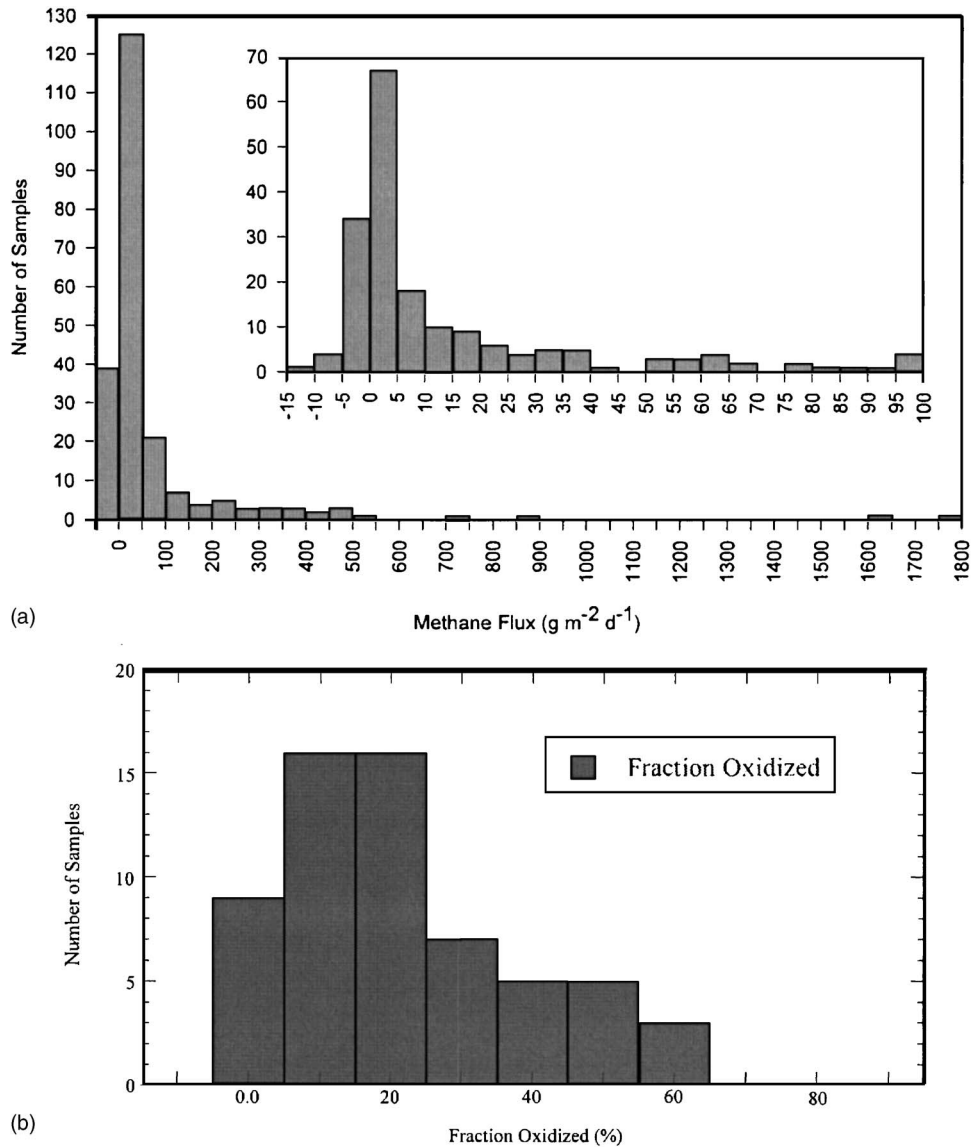 130
120
110
100
90
80
70
60
50
40
30
20
10
0
Number of Samples
70
60
50
40
30
20
10
0
-15 -10 -5 0 5 10 15 20 25 30 35 40 45 50 55 60 65 70 75 80 85 90 95 100
0 100 200 300 400 500 600 700 800 900 1000 1100 1200 1300 1400 1500 1600 1700 1800
Methane Flux (g m-2 d-1)
(a)
20
15
10
5
0
Number of Samples
Fraction Oxidized
0.0 20 40 60 80
Fraction Oxidized (%)
(b)